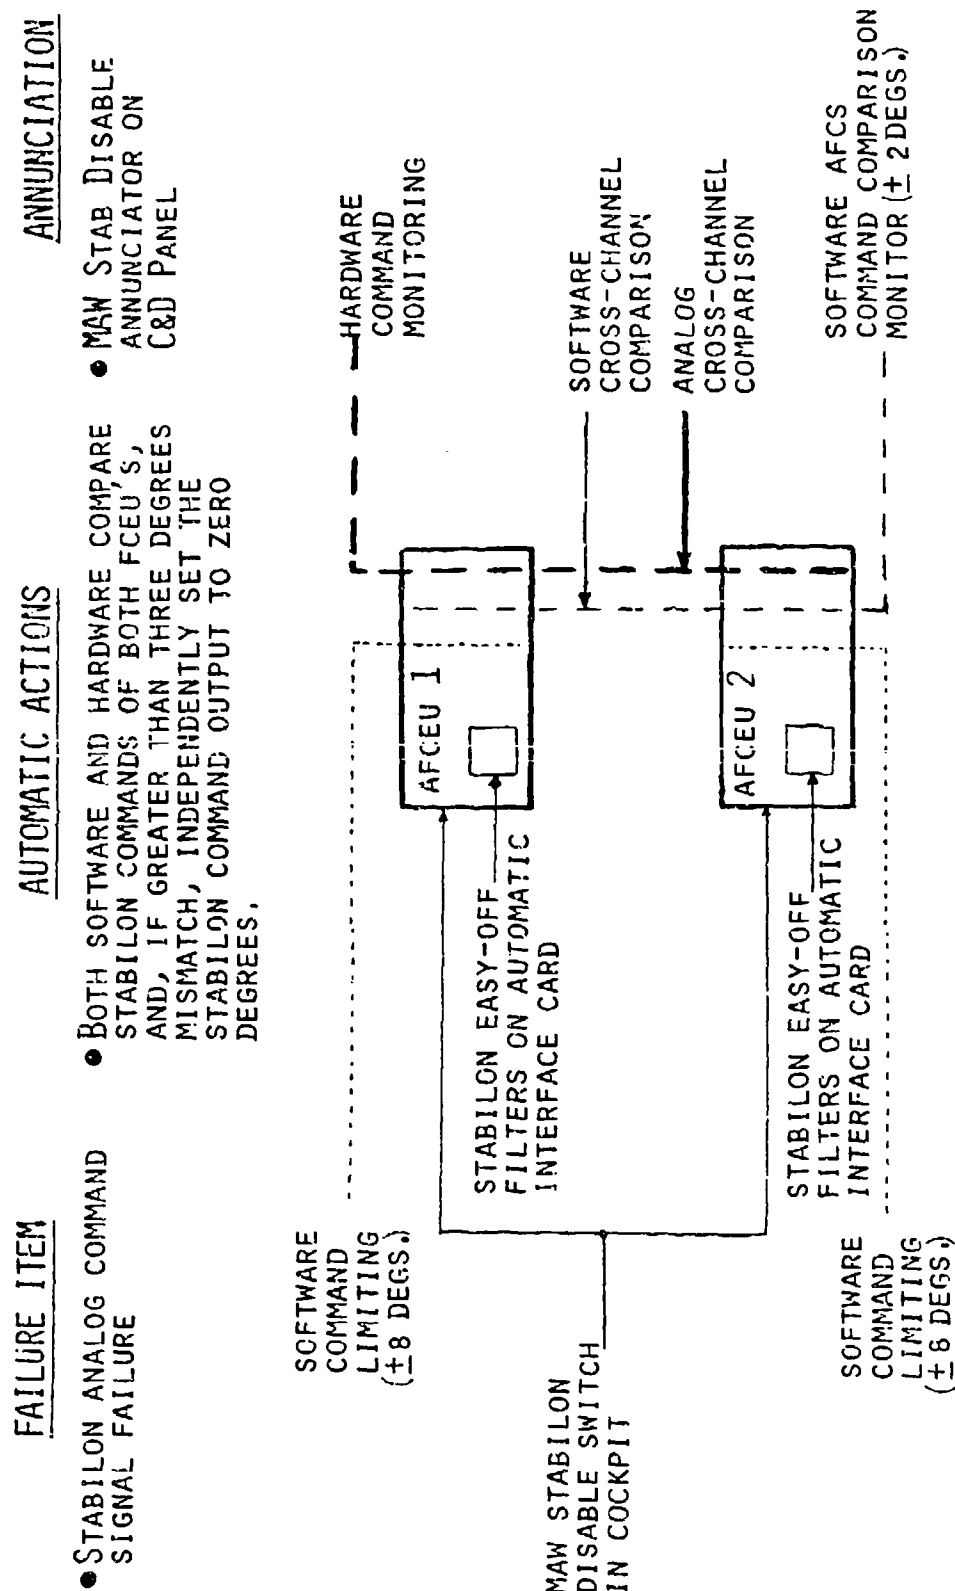 FAILURE ITEM
● STABILON ANALOG COMMAND
SIGNAL FAILURE
AUTOMATIC ACTIONS
● BOTH SOFTWARE AND HARDWARE COMPARE
STABILON COMMANDS OF BOTH FCEU'S,
AND, IF GREATER THAN THREE DEGREES
MISMATCH, INDEPENDENTLY SET THE
STABILON COMMAND OUTPUT TO ZERO
DEGREES.
ANNUNCIATION
● MAW STAB DISABLE
ANNUNCIATOR ON
C&D PANEL
SOFTWARE
COMMAND
LIMITING
(±8 DEGS.)
HARDWARE
COMMAND
MONITORING
AFCEU 1
STABILON EASY-OFF
FILTERS ON AUTOMATIC
INTERFACE CARD
SOFTWARE
CROSS-CHANNEL
COMPARISON
MAW STABILON
DISABLE SWITCH
IN COCKPIT
ANALOG
CROSS-CHANNEL
COMPARISON
AFCEU 2
STABILON EASY-OFF
FILTERS ON AUTOMATIC
INTERFACE CARD
SOFTWARE
COMMAND
LIMITING
(± 8 DEGS.)
SOFTWARE AFCS
COMMAND COMPARISON
MONITOR (± 2 DEGS.)